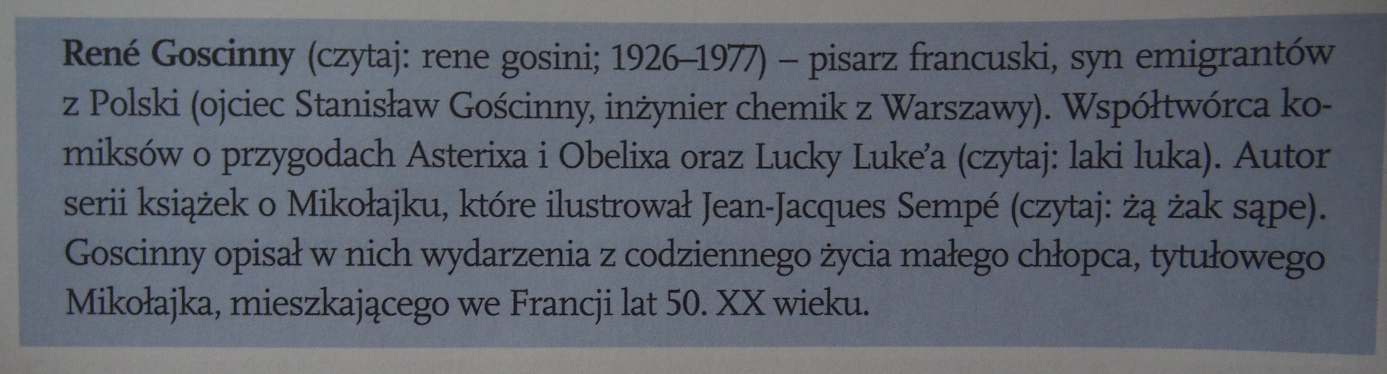 René Goscinny (czytaj: rene gosini; 1926–1977) – pisarz francuski, syn emigrantów
z Polski (ojciec Stanisław Gościnny, inżynier chemik z Warszawy). Współtwórca ko-
miksów o przygodach Asterixa i Obelixa oraz Lucky Luke’a (czytaj: laki luka). Autor
serii książek o Mikołajku, które ilustrował Jean-Jacques Sempé (czytaj: żą żak sąpe).
Goscinny opisał w nich wydarzenia z codziennego życia małego chłopca, tytułowego
Mikołajka, mieszkającego we Francji lat 50. XX wieku.